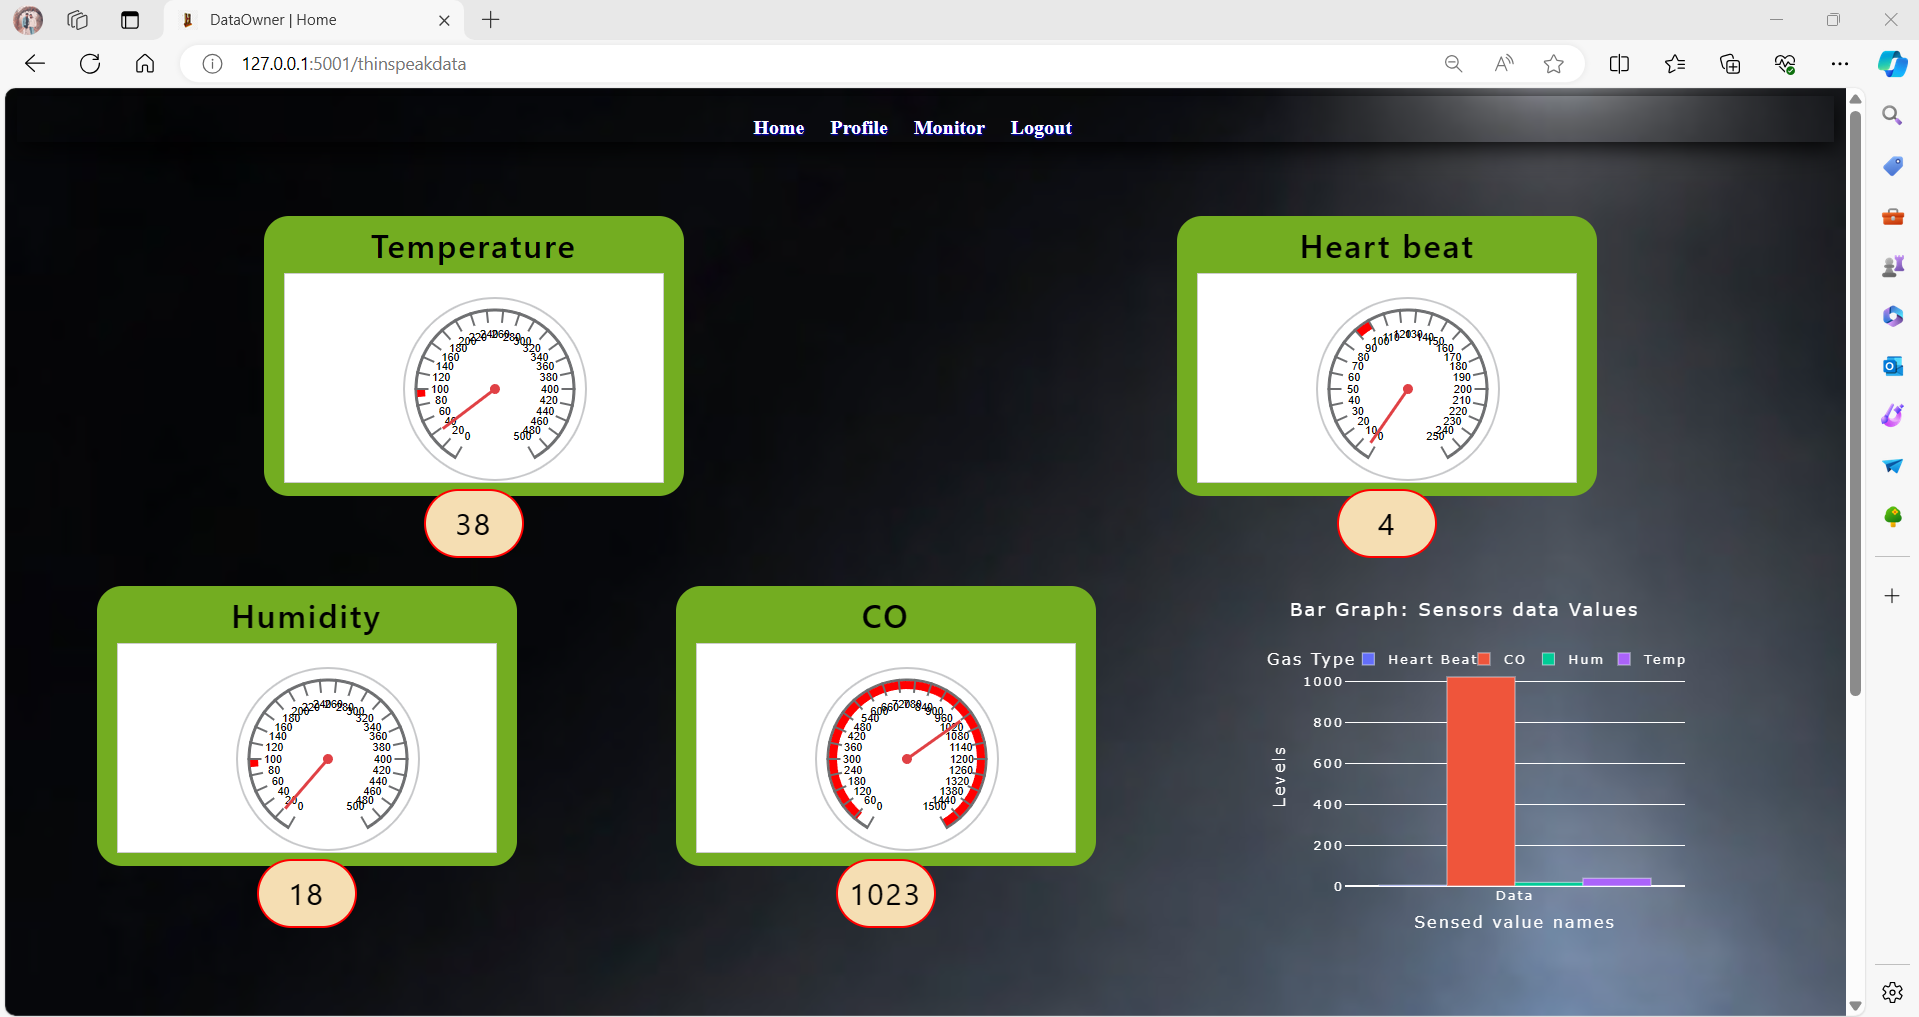 DataOwner | Home
127.0.0.1:5001/thinspeakdata
Home Profile Monitor Logout
Temperature
0 20 40 60 80 100 120 140 160 180 200 220 240 260 280 300 320 340 360 380 400 420 440 460 480 500
38
Heart beat
0 10 20 30 40 50 60 70 80 90 100 110 120 130 140 150 160 170 180 190 200 210 220 230 240 250
4
Humidity
0 20 40 60 80 100 120 140 160 180 200 220 240 260 280 300 320 340 360 380 400 420 440 460 480 500
18
CO
0 60 120 180 240 300 360 420 480 540 600 660 720 780 840 900 960 1020 1080 1140 1200 1260 1320 1380 1440 1500
1023
Bar Graph: Sensors data Values
Gas Type Heart Beat CO Hum Temp
1000
800
600
400
200
0
Levels
Data
Sensed value names